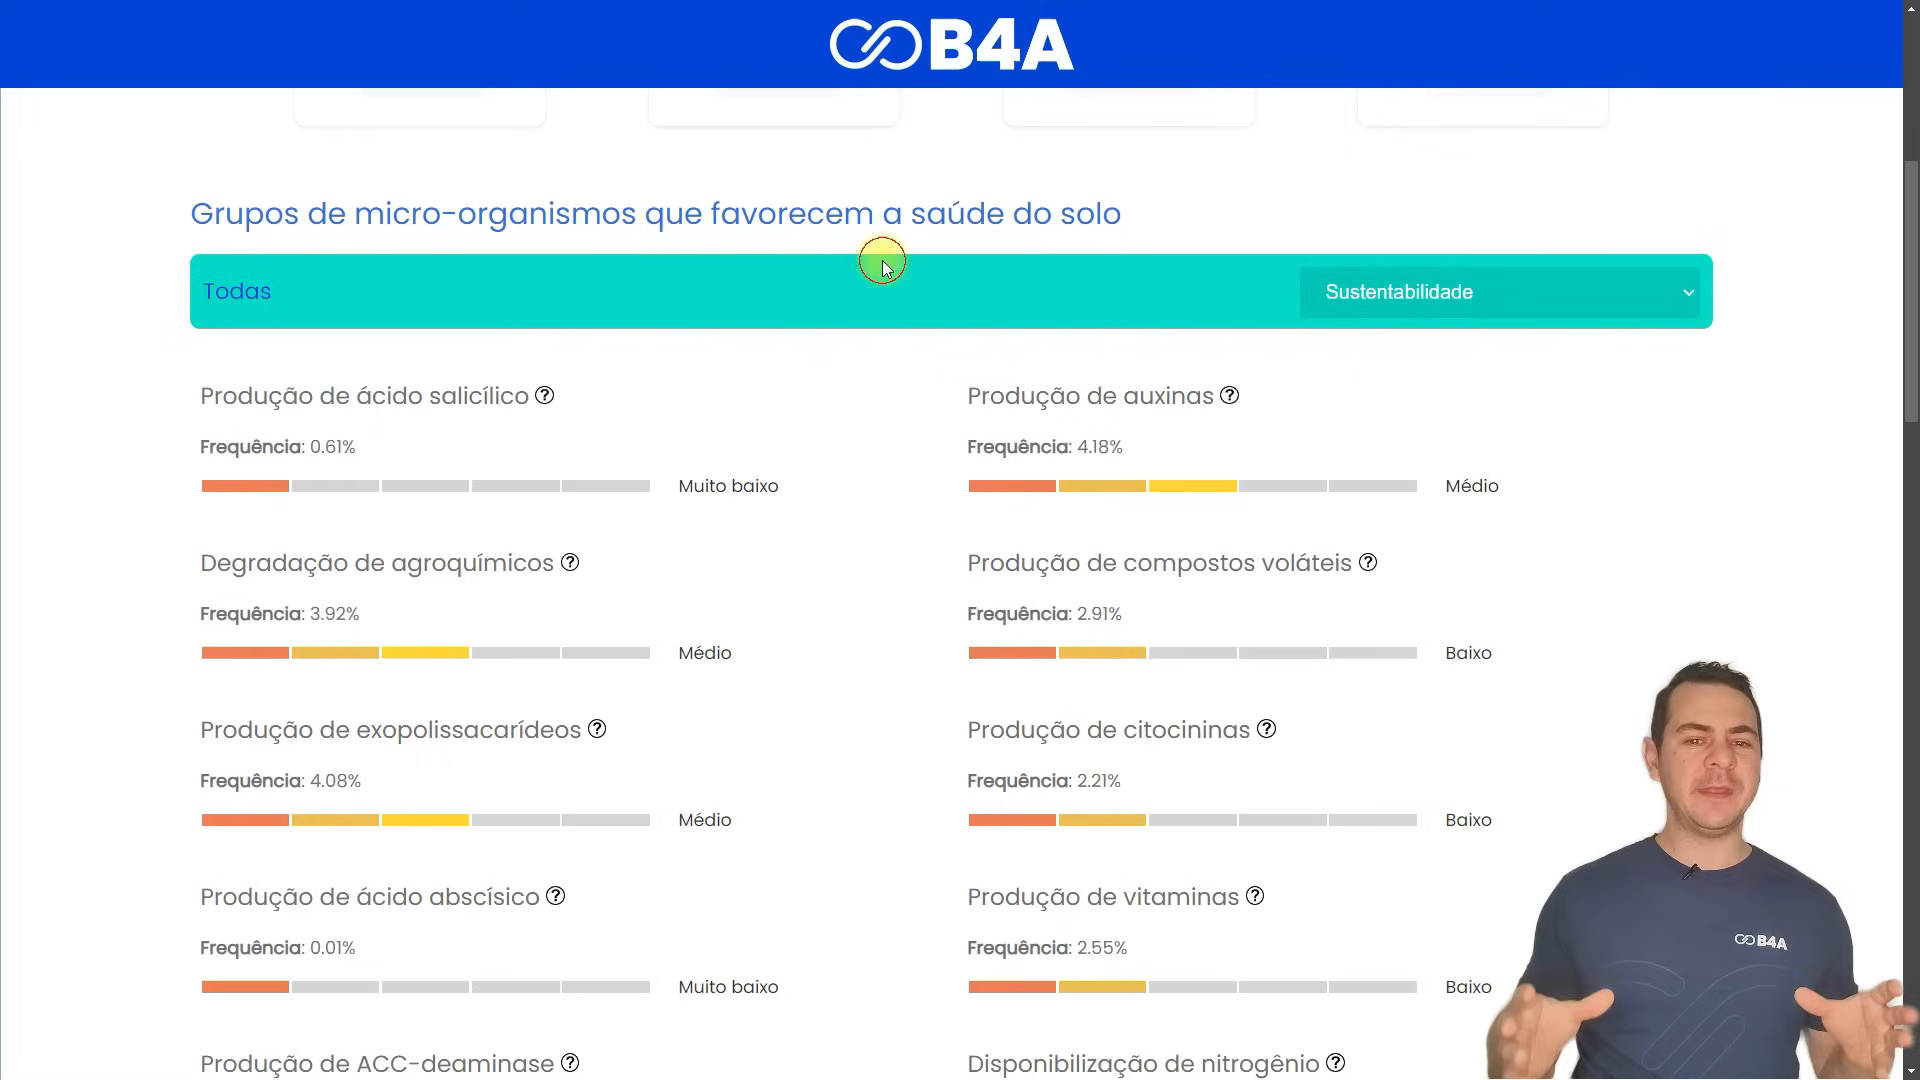 B4A
Grupos de micro-organismos que favorecem a saúde do solo
Todas
Sustentabilidade
Produção de ácido salicílico ?
Frequência: 0.61%
Muito baixo
Produção de auxinas ?
Frequência: 4.18%
Médio
Degradação de agroquímicos ?
Frequência: 3.92%
Médio
Produção de compostos voláteis ?
Frequência: 2.91%
Baixo
Produção de exopolissacarídeos ?
Frequência: 4.08%
Médio
Produção de citocininas ?
Frequência: 2.21%
Baixo
Produção de ácido abscísico ?
Frequência: 0.01%
Muito baixo
Produção de vitaminas ?
Frequência: 2.55%
Baixo
Produção de ACC-deaminase ?
Disponibilização de nitrogênio ?
B4A